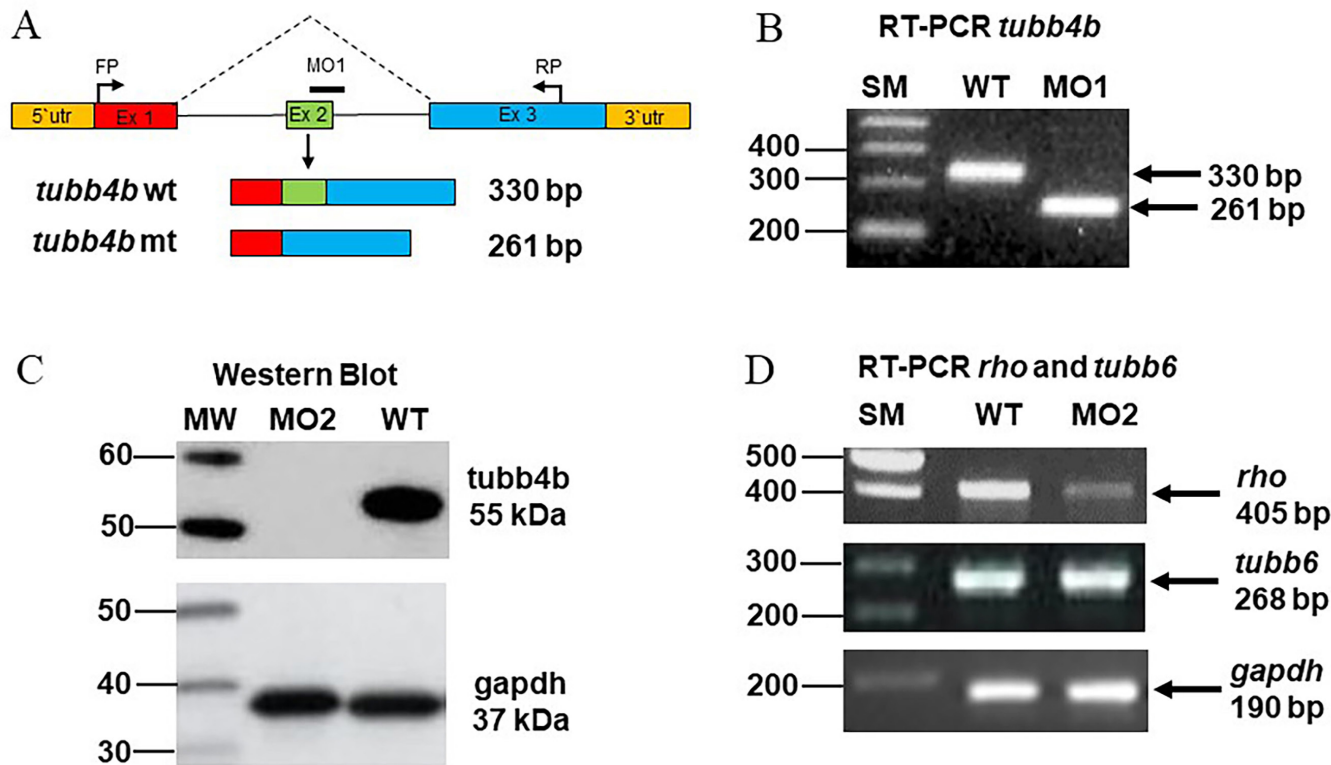 A
FP
MO1
RP
5`utr
Ex 1
Ex 2
Ex 3
3`utr
tubb4b wt
330 bp
tubb4b mt
261 bp
B
RT-PCR tubb4b
SM WT MO1
400
300
200
330 bp
261 bp
C
Western Blot
MW MO2 WT
60
50
tubb4b
55 kDa
50
40
30
gapdh
37 kDa
D
RT-PCR rho and tubb6
SM WT MO2
500
400
rho
405 bp
300
200
tubb6
268 bp
200
gapdh
190 bp